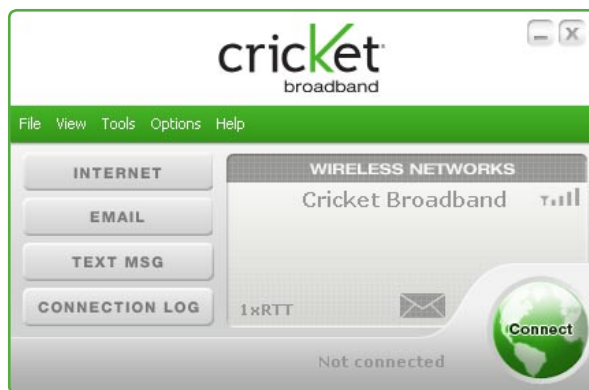 cricket
broadband
File View Tools Options Help
INTERNET
EMAIL
TEXT MSG
CONNECTION LOG
WIRELESS NETWORKS
Cricket Broadband
1xRTT
Connect
Not connected